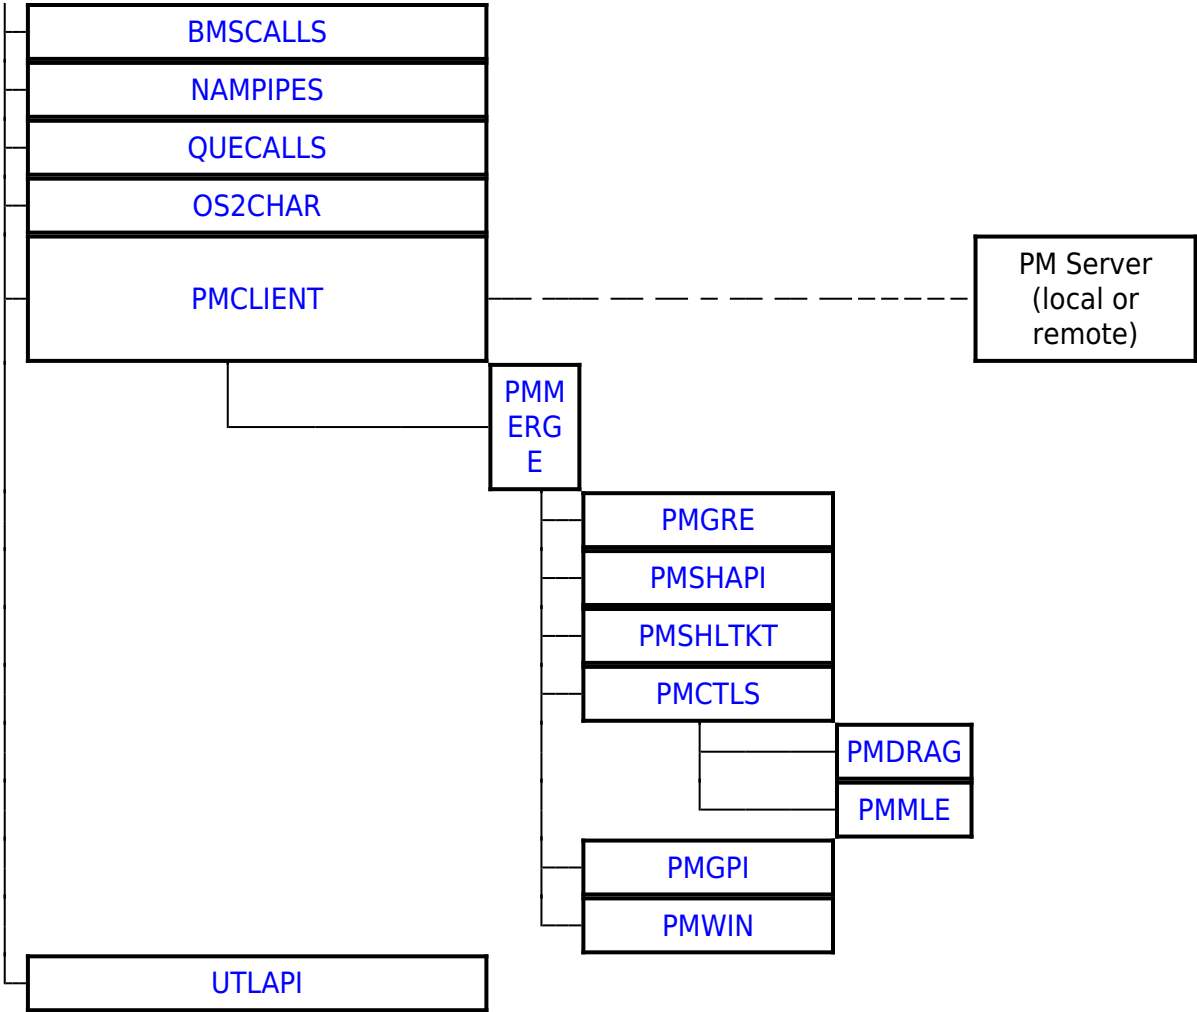 BMSCALLS
NAMPIPES
QUECALLS
OS2CHAR
PMCLIENT
PM Server
(local or
remote)
PMM
ERG
E
PMGRE
PMSHAPI
PMSHLTKT
PMCTLS
PMDRAG
PMMLE
PMGPI
PMWIN
UTLAPI